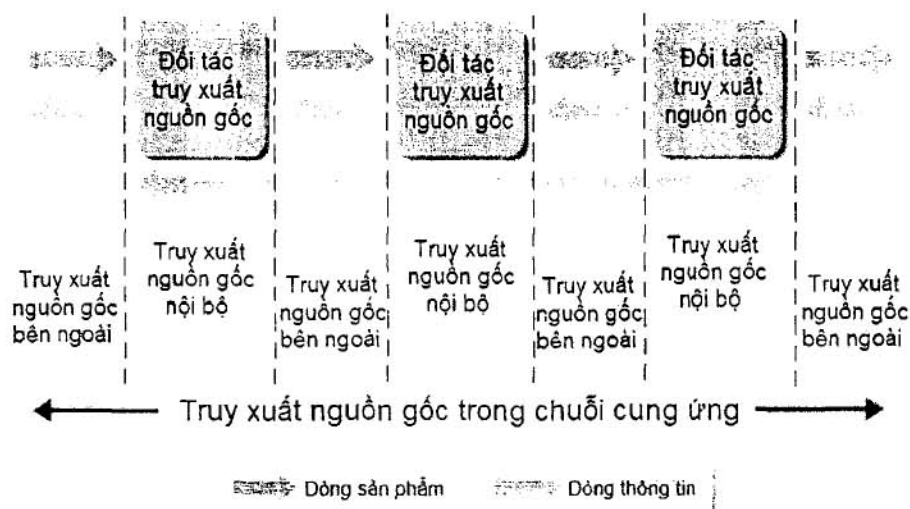 Đối tác
truy xuất
nguồn gốc
Đối tác
truy xuất
nguồn gốc
Đối tác
truy xuất
nguồn gốc
Truy xuất
nguồn gốc
bên ngoài
Truy xuất
nguồn gốc
nội bộ
Truy xuất
nguồn gốc
bên ngoài
Truy xuất
nguồn gốc
nội bộ
Truy xuất
nguồn gốc
bên ngoài
Truy xuất
nguồn gốc
nội bộ
Truy xuất
nguồn gốc
bên ngoài
Truy xuất nguồn gốc trong chuỗi cung ứng
Dòng sản phẩm
Dòng thông tin